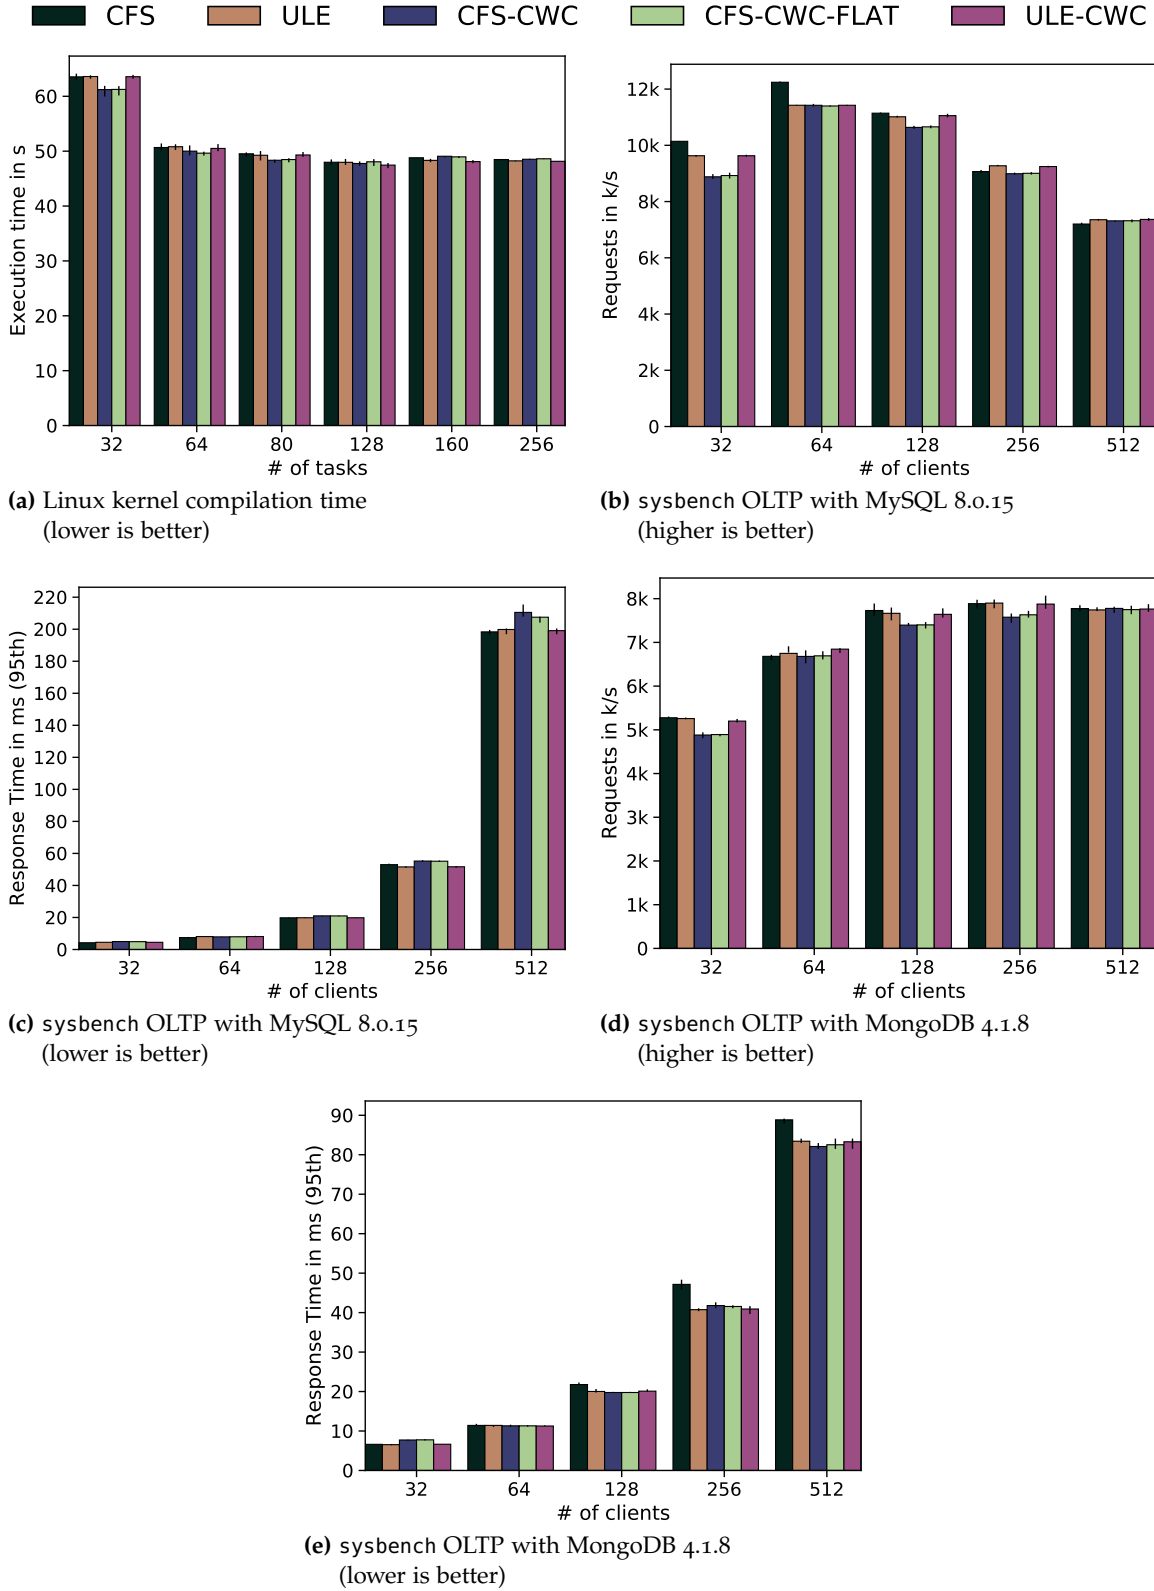 CFS ULE CFS-CWC CFS-CWC-FLAT ULE-CWC
Execution time in s
60
50
40
30
20
10
0
32 64 80 128 160 256
# of tasks
(a) Linux kernel compilation time
(lower is better)
Requests in k/s
12k
10k
8k
6k
4k
2k
0
32 64 128 256 512
# of clients
(b) sysbench OLTP with MySQL 8.0.15
(higher is better)
Response Time in ms (95th)
220
200
180
160
140
120
100
80
60
40
20
0
32 64 128 256 512
# of clients
(c) sysbench OLTP with MySQL 8.0.15
(lower is better)
Requests in k/s
8k
7k
6k
5k
4k
3k
2k
1k
0
32 64 128 256 512
# of clients
(d) sysbench OLTP with MongoDB 4.1.8
(higher is better)
Response Time in ms (95th)
90
80
70
60
50
40
30
20
10
0
32 64 128 256 512
# of clients
(e) sysbench OLTP with MongoDB 4.1.8
(lower is better)